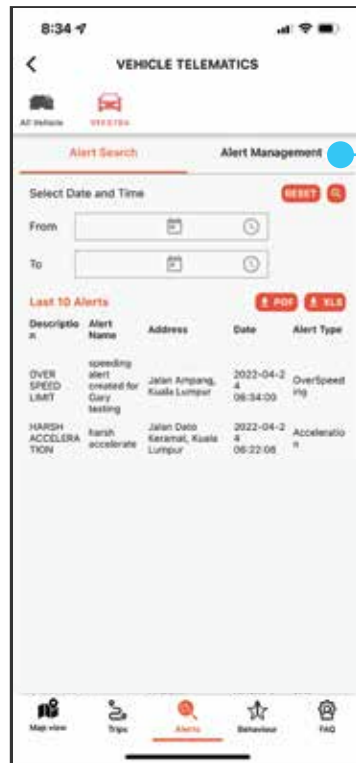 8:34
VEHICLE TELEMATICS
All Vehicle
Alert Search Alert Management
Select Date and Time RESET
From
To
Last 10 Alerts PDF XLS
Descriptio Alert Address Date Alert Type
n Name
speeding
OVER alert Jalan Ampang, 2022-04-2 OverSpeed
SPEED created for Kuala Lumpur 4 ing
LIMIT Gary 06:34:00
testing
HARSH harsh Jalan Dato 2022-04-2 Acceleratio
ACCELERA accelerate Keramat, Kuala 4 n
TION Lumpur 06:22:08
Map view Trips Alerts Behaviour FAQ